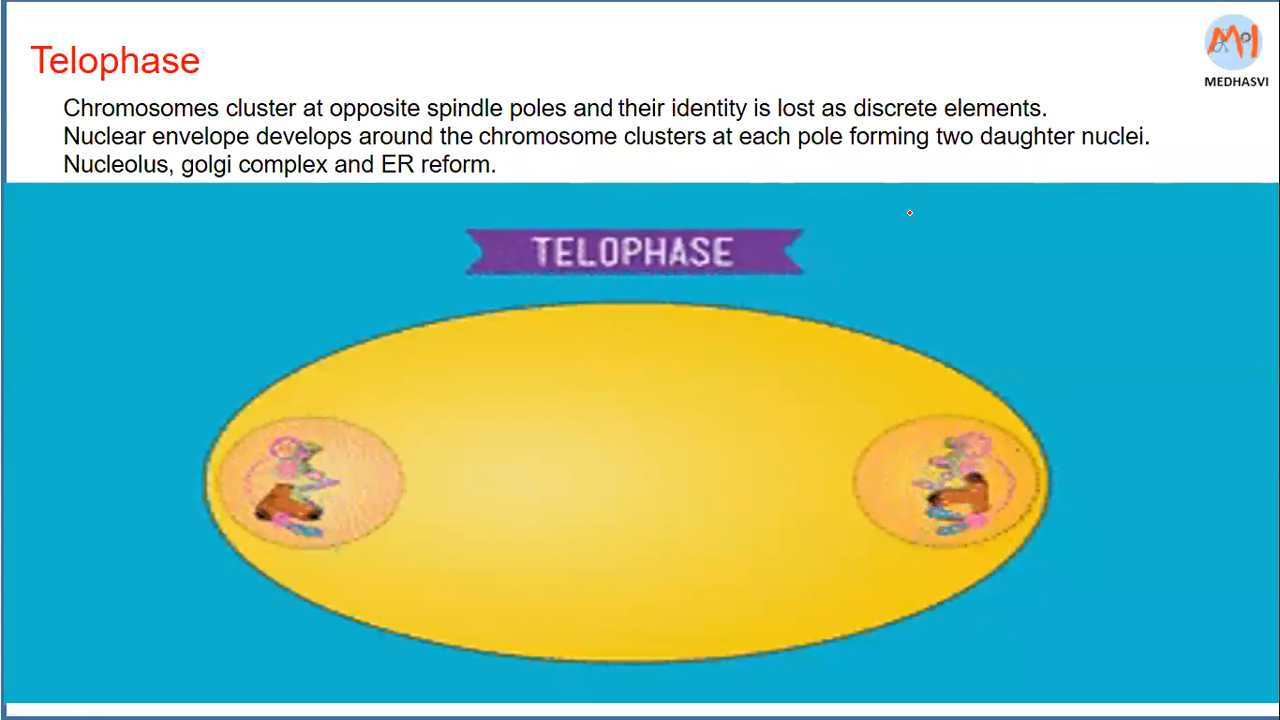 Telophase
MEDHASVI
Chromosomes cluster at opposite spindle poles and their identity is lost as discrete elements.
Nuclear envelope develops around the chromosome clusters at each pole forming two daughter nuclei.
Nucleolus, golgi complex and ER reform.
TELOPHASE